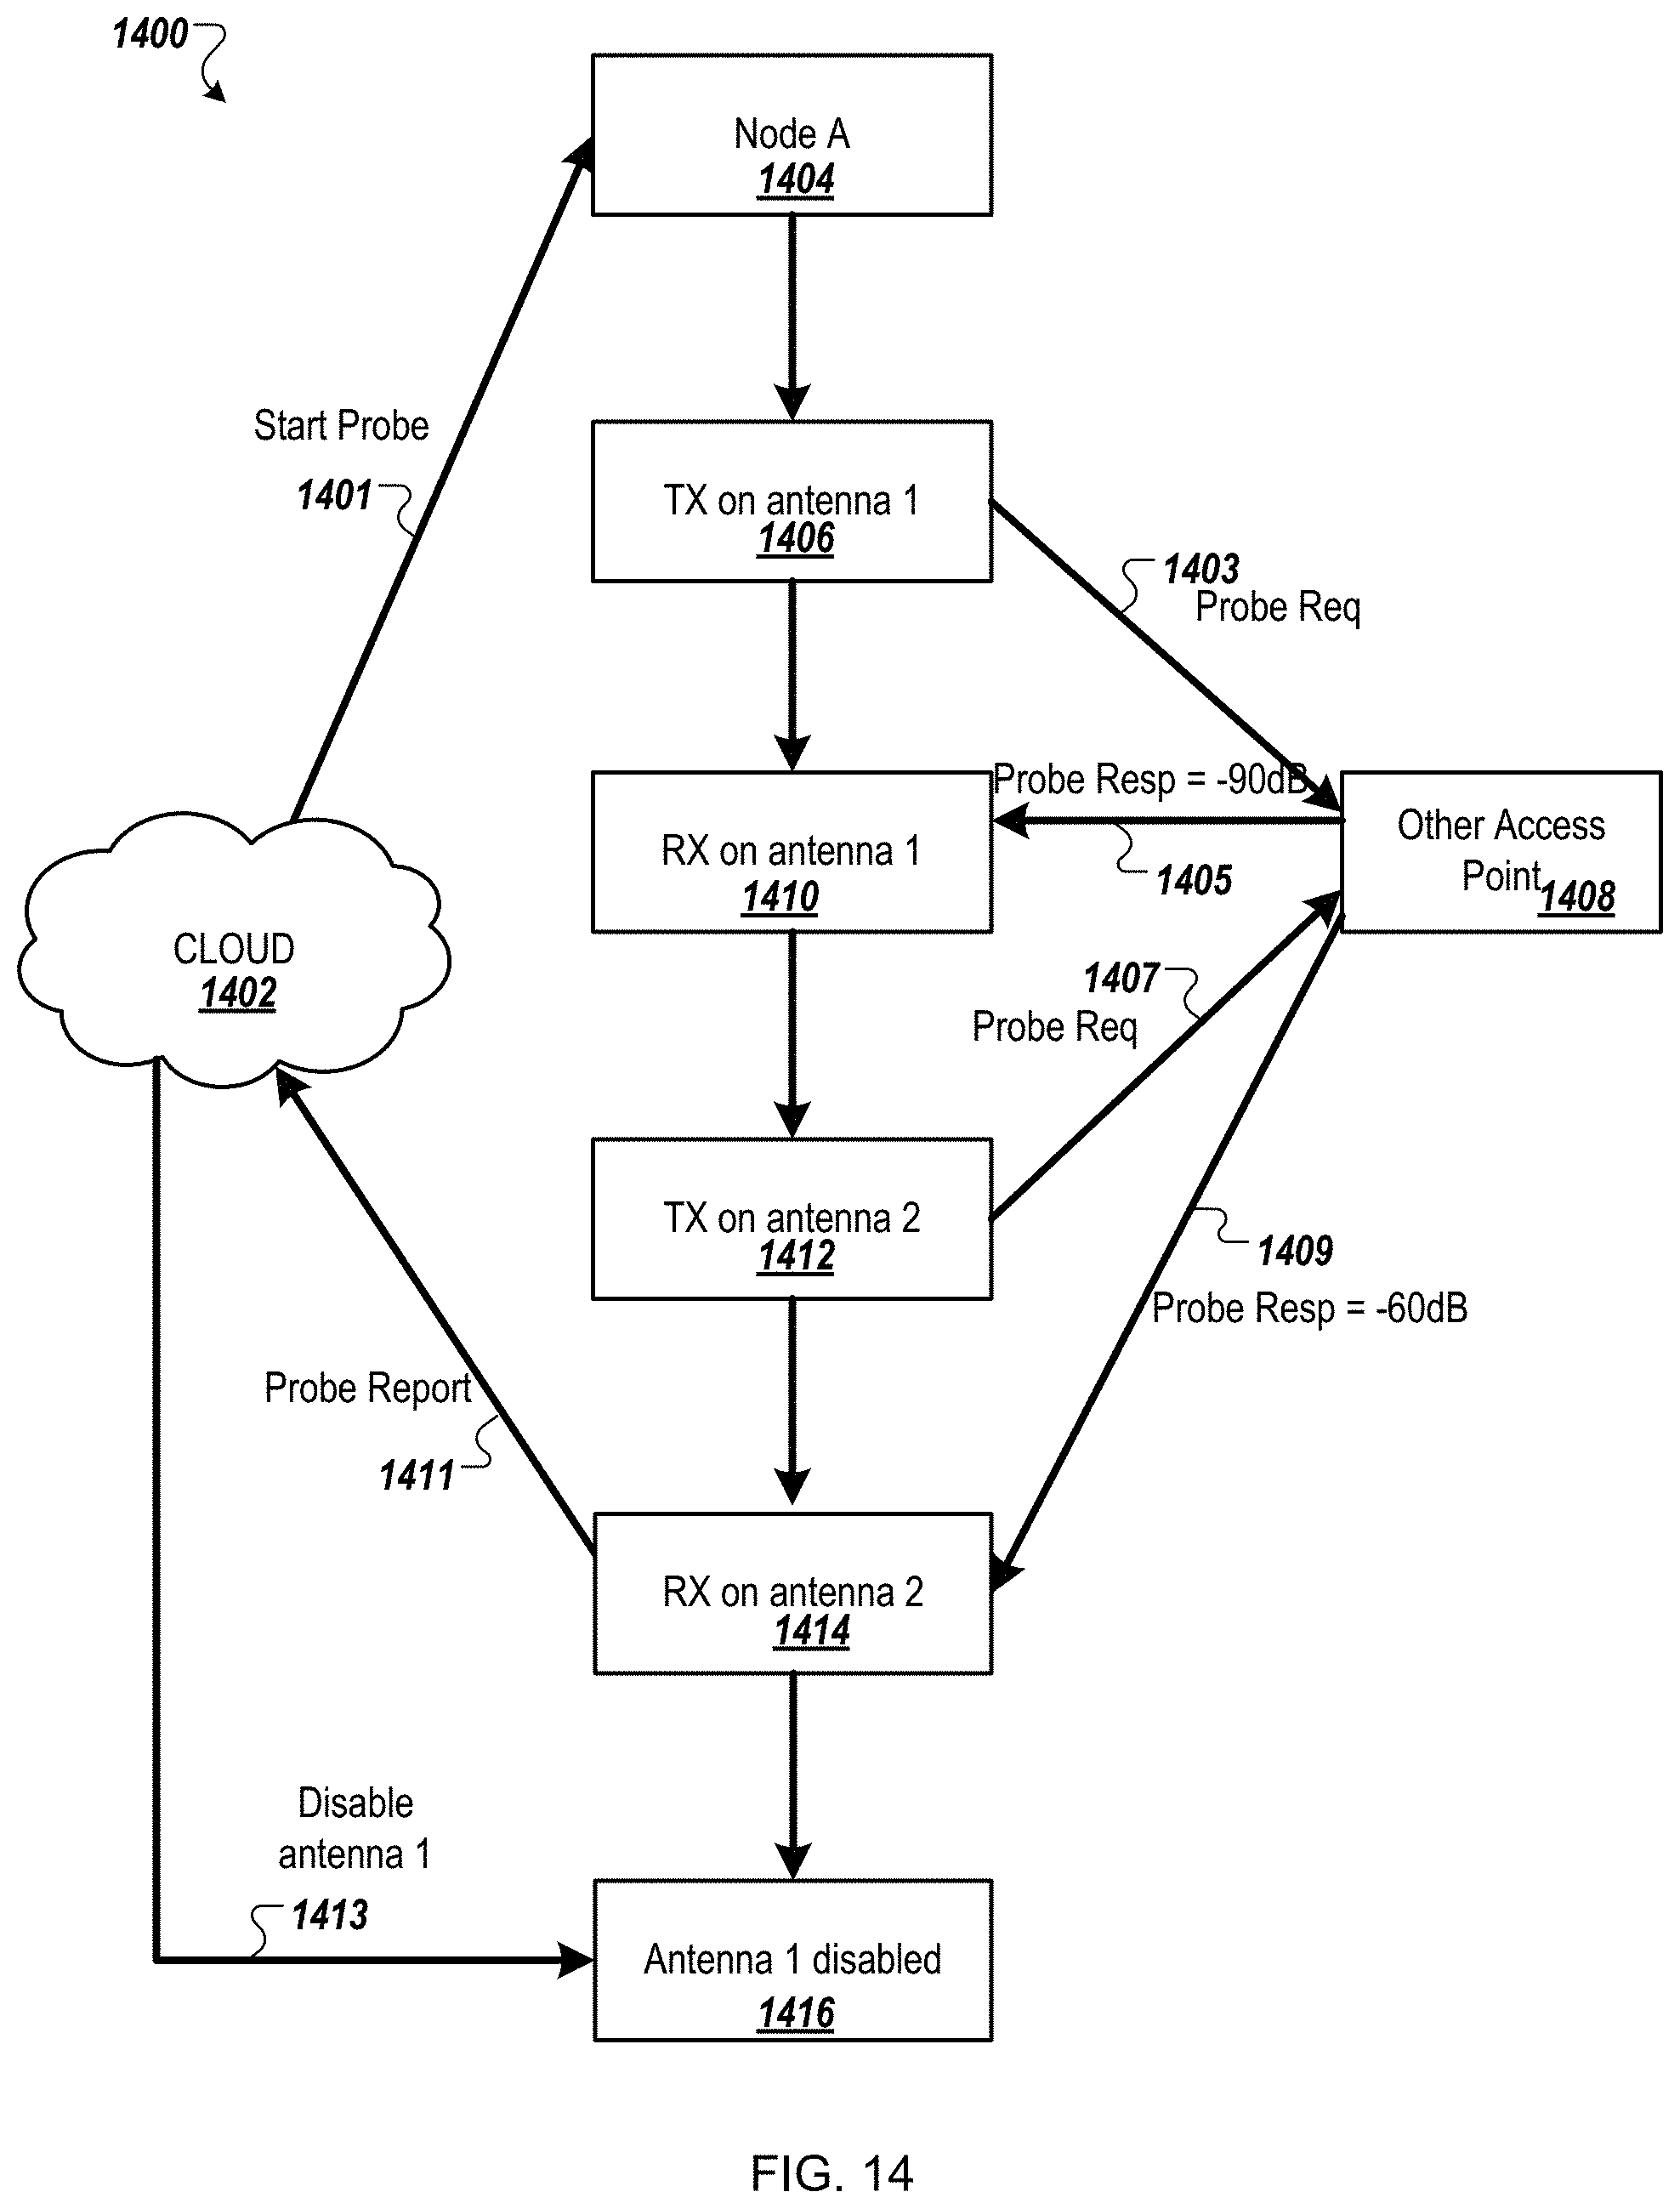 1400
Node A
1404
Start Probe
1401
TX on antenna 1
1406
1403
Probe Req
Probe Resp = -90dB
RX on antenna 1
1410
1405
Other Access
Point
1408
CLOUD
1402
1407
Probe Req
TX on antenna 2
1412
1409
Probe Resp = -60dB
Probe Report
1411
RX on antenna 2
1414
Disable
antenna 1
1413
Antenna 1 disabled
1416
FIG. 14